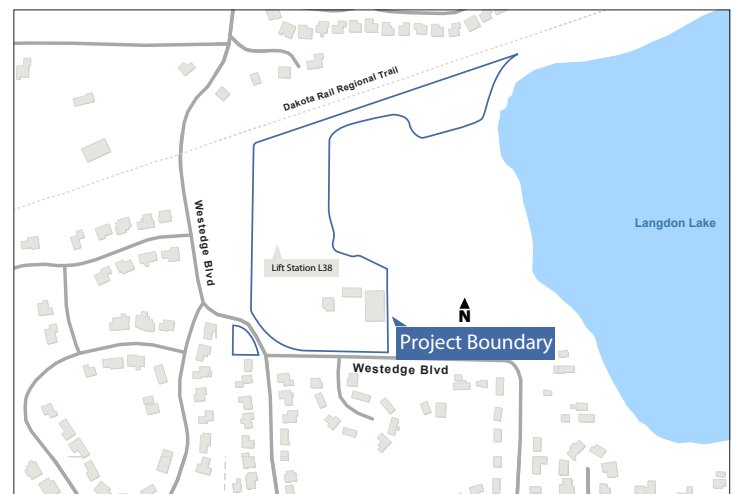 Dakota Rail Regional Trail
Westedge Blvd
Langdon Lake
Lift Station L38
N
Project Boundary
Westedge Blvd